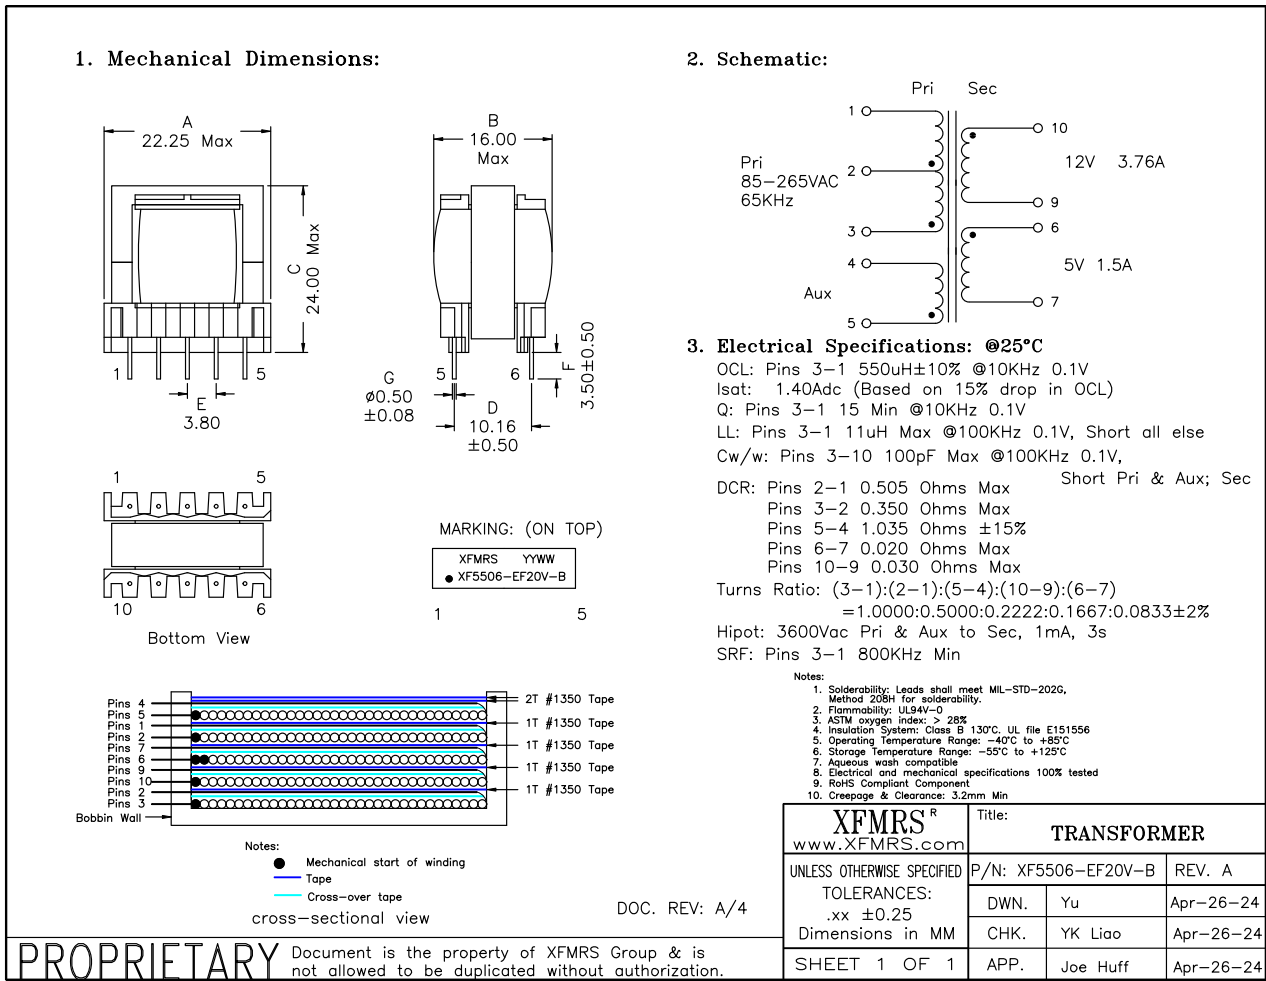 1. Mechanical Dimensions:
A
22.25 Max
B
16.00
Max
C
24.00 Max
1
5
E
3.80
G
ø0.50
±0.08
5
6
D
10.16
±0.50
F
3.50±0.50
1
5
10
6
Bottom View
MARKING: (ON TOP)
XFMRS YYWW
XF5506-EF20V-B
1
5
Pins 4
Pins 5
Pins 1
Pins 2
Pins 7
Pins 6
Pins 9
Pins 10
Pins 2
Pins 3
Bobbin Wall
2T #1350 Tape
1T #1350 Tape
1T #1350 Tape
1T #1350 Tape
1T #1350 Tape
Notes:
Mechanical start of winding
Tape
Cross-over tape
cross-sectional view
DOC. REV: A/4
2. Schematic:
Pri Sec
1
2
3
4
5
Pri
85-265VAC
65KHz
Aux
10
12V 3.76A
9
6
5V 1.5A
7
3. Electrical Specifications: @25°C
OCL: Pins 3-1 550uH±10% @10KHz 0.1V
Isat: 1.40Adc (Based on 15% drop in OCL)
Q: Pins 3-1 15 Min @10KHz 0.1V
LL: Pins 3-1 11uH Max @100KHz 0.1V, Short all else
Cw/w: Pins 3-10 100pF Max @100KHz 0.1V,
Short Pri & Aux; Sec
DCR: Pins 2-1 0.505 Ohms Max
Pins 3-2 0.350 Ohms Max
Pins 5-4 1.035 Ohms ±15%
Pins 6-7 0.020 Ohms Max
Pins 10-9 0.030 Ohms Max
Turns Ratio: (3-1):(2-1):(5-4):(10-9):(6-7)
=1.0000:0.5000:0.2222:0.1667:0.0833±2%
Hipot: 3600Vac Pri & Aux to Sec, 1mA, 3s
SRF: Pins 3-1 800KHz Min
Notes:
1. Solderability: Leads shall meet MIL-STD-202G,
Method 208H for solderability.
2. Flammability: UL94V-0
3. ASTM oxygen index: > 28%
4. Insulation System: Class B 130°C. UL file E151556
5. Operating Temperature Range: -40°C to +85°C
6. Storage Temperature Range: -55°C to +125°C
7. Aqueous wash compatible
8. Electrical and mechanical specifications 100% tested
9. RoHS Compliant Component
10. Creepage & Clearance: 3.2mm Min
XFMRS®
www.XFMRS.com
Title:
TRANSFORMER
UNLESS OTHERWISE SPECIFIED
TOLERANCES:
.xx ±0.25
Dimensions in MM
SHEET 1 OF 1
P/N: XF5506-EF20V-B REV. A
DWN. Yu Apr-26-24
CHK. YK Liao Apr-26-24
APP. Joe Huff Apr-26-24
PROPRIETARY
Document is the property of XFMRS Group & is
not allowed to be duplicated without authorization.